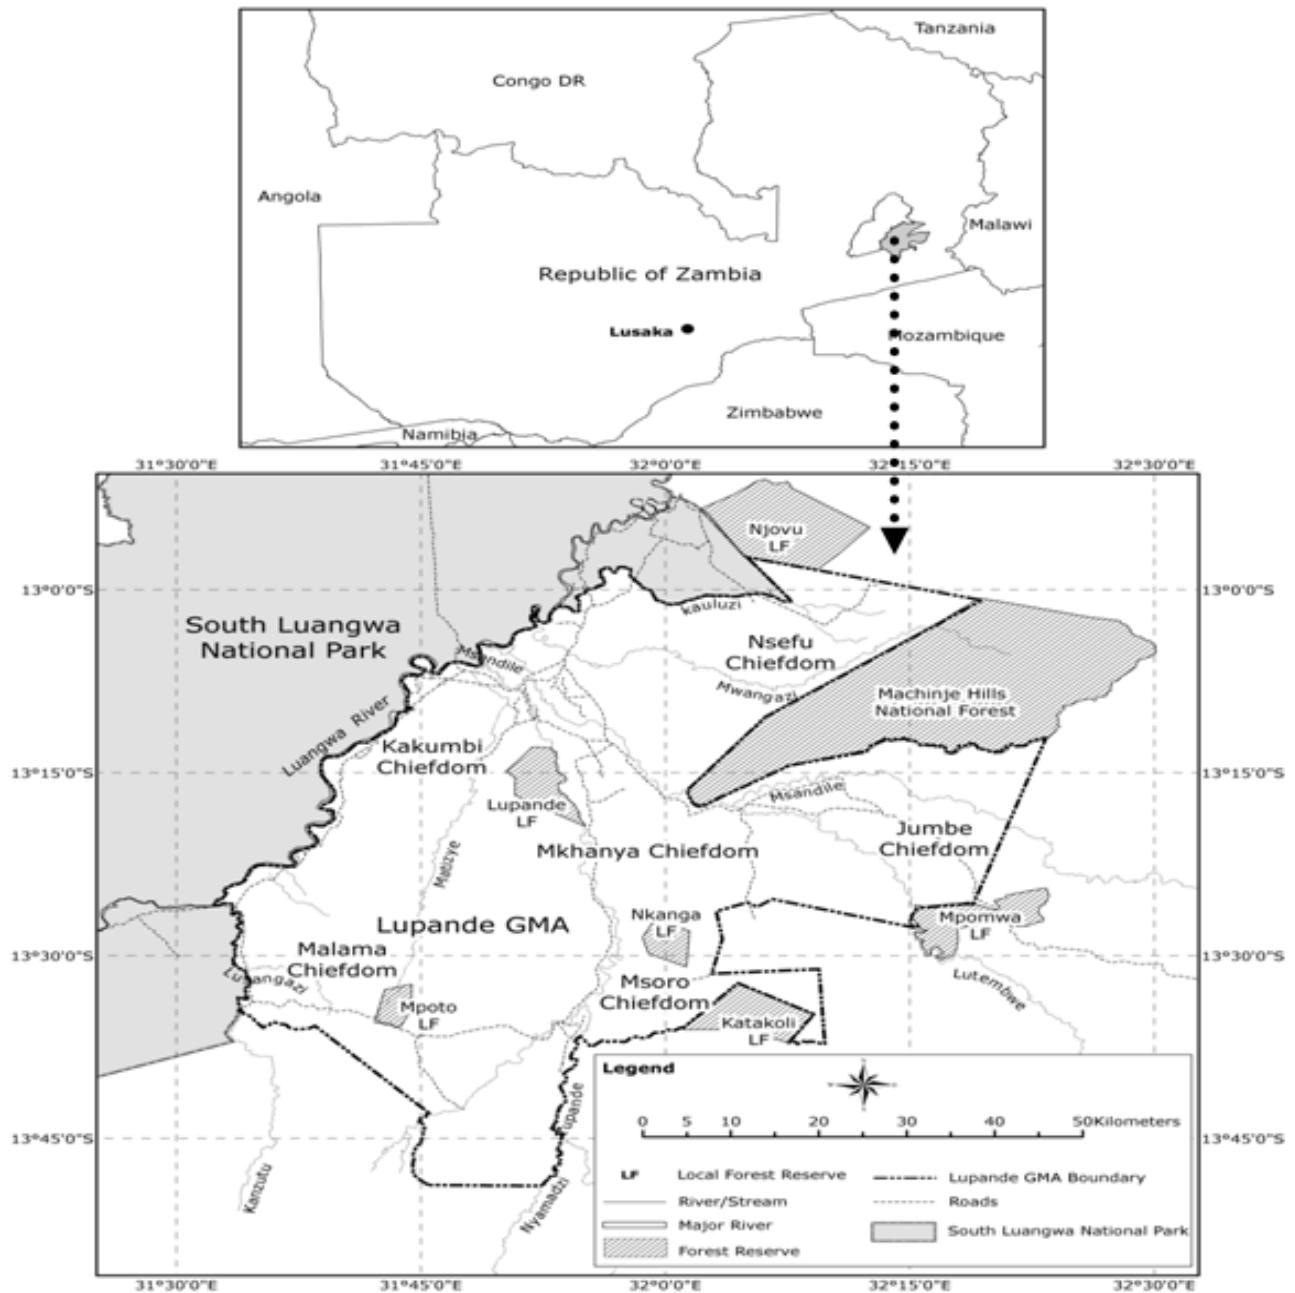 Tanzania
Congo DR
Angola
Malawi
Republic of Zambia
Lusaka
Mozambique
Zimbabwe
Namibia
31°30'0"E 31°45'0"E 32°0'0"E 32°15'0"E 32°30'0"E
Njovu
LF
13°0'0"S 13°0'0"S
kauluzi
South Luangwa
National Park
Nsefu
Chiefdom
Msandile
Mwangazi
Machinje Hills
National Forest
Luangwa River
Kakumbi
Chiefdom
13°15'0"S 13°15'0"S
Msandile
Lupande
LF
Jumbe
Chiefdom
Mkhanya Chiefdom
Matizye
Nkanga
LF
Mpomwa
LF
Lupande GMA
Malama
Chiefdom
13°30'0"S 13°30'0"S
Msoro
Chiefdom
Lutembwe
Mpoto
LF
Katakoli
LF
Lupande
13°45'0"S 13°45'0"S
Kanzutu
Nyamadzi
Legend
0 5 10 20 30 40 50Kilometers
LF Local Forest Reserve
River/Stream
Major River
Forest Reserve
Lupande GMA Boundary
Roads
South Luangwa National Park
31°30'0"E 31°45'0"E 32°0'0"E 32°15'0"E 32°30'0"E